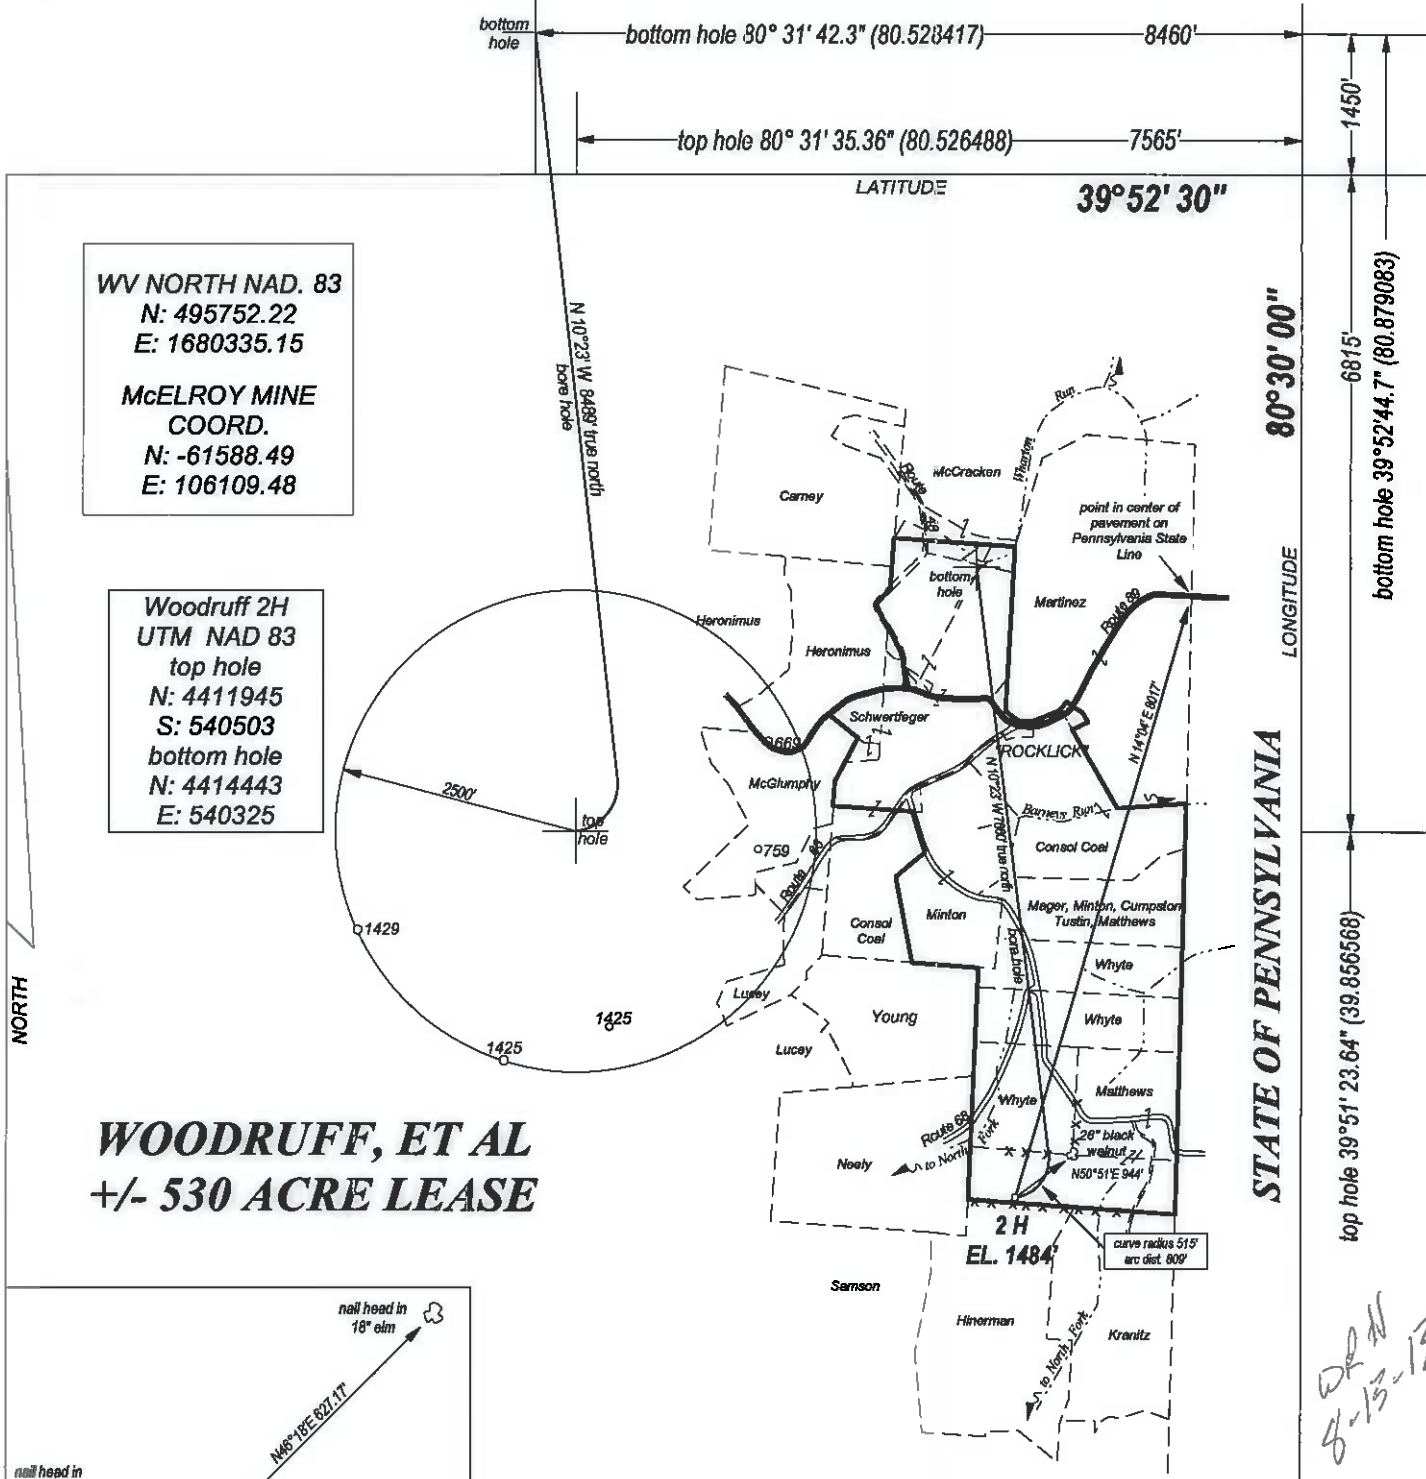 bottom
hole
bottom hole 80° 31' 42.3" (80.528417)
8460'
top hole 80° 31' 35.36" (80.526488)
7565'
1450'
LATITUDE
39°52' 30"
WV NORTH NAD. 83
N: 495752.22
E: 1680335.15
McELROY MINE
COORD.
N: -61588.49
E: 106109.48
Woodruff 2H
UTM NAD 83
top hole
N: 4411945
S: 540503
bottom hole
N: 4414443
E: 540325
N 10°23' W 8489' true north
bore hole
2500'
top
hole
1429
1425
1425
669
759
NORTH
80°30' 00"
LONGITUDE
6815'
bottom hole 39°52'44.7" (80.879083)
STATE OF PENNSYLVANIA
top hole 39°51' 23.64" (39.856568)
Run
Wharton
McCracken
Route
88
Carney
point in center of
pavement on
Pennsylvania State
Line
bottom
hole
Martinez
Route 89
Heronimus
Heronimus
Schwertfeger
"ROCKLICK"
N 14°04' E 8017'
McGlumphy
N 10°23' W 7660' true north
bore hole
Barneys Run
Consol Coal
Route
Minton
Mager, Minton, Cumpston
Tustin, Matthews
Consol
Coal
Whyte
Lucey
Young
Whyte
Lucey
Matthews
Whyte
Route 88
to North
Fork
26" black
walnut
N50°51'E 944'
Neely
2 H
EL. 1484'
curve radius 515'
arc dist. 809'
Samson
Hinerman
Kranitz
to North Fork
WOODRUFF, ET AL
+/- 530 ACRE LEASE
nail head in
18" elm
N46°18'E 627.17'
nail head in